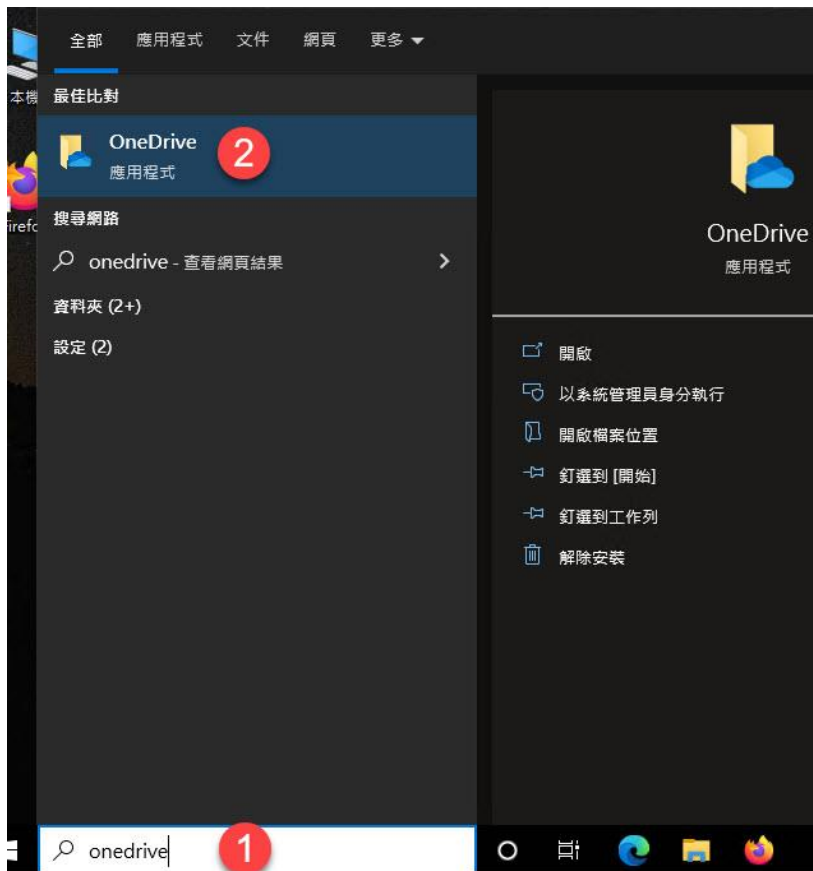 全部 應用程式 文件 網頁 更多
本機
最佳比對
OneDrive
應用程式
2
搜尋網路
irefo
onedrive - 查看網頁結果
資料夾 (2+)
設定 (2)
OneDrive
應用程式
開啟
以系統管理員身分執行
開啟檔案位置
釘選到 [開始]
釘選到工作列
解除安裝
onedrive
1